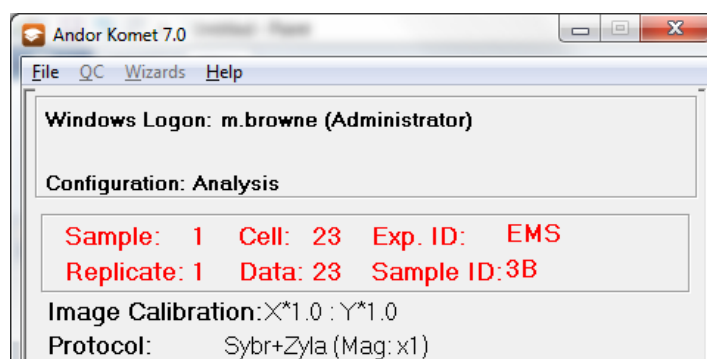 Andor Komet 7.0
File QC Wizards Help
Windows Logon: m.browne (Administrator)
Configuration: Analysis
Sample: 1 Cell: 23 Exp. ID: EMS
Replicate: 1 Data: 23 Sample ID: 3B
Image Calibration: X*1.0 : Y*1.0
Protocol: Sybr+Zyla (Mag: x1)